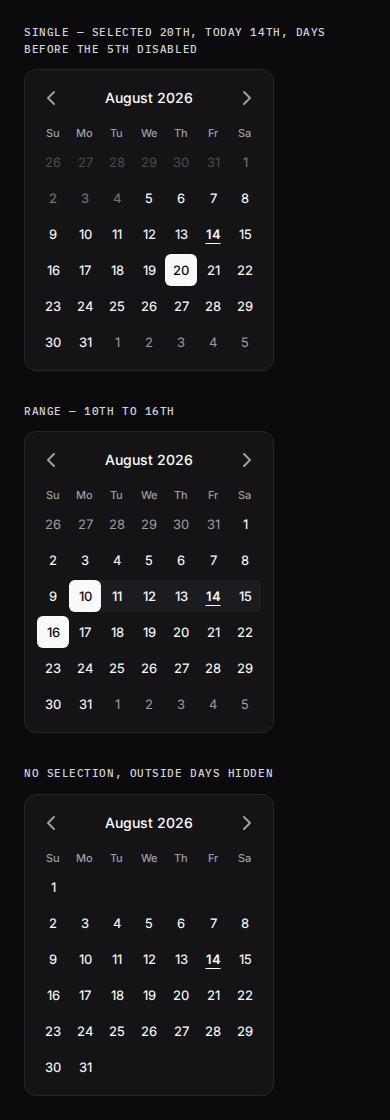 SINGLE — SELECTED 20TH, TODAY 14TH, DAYS
BEFORE THE 5TH DISABLED
August 2026
Su Mo Tu We Th Fr Sa
26 27 28 29 30 31 1
2 3 4 5 6 7 8
9 10 11 12 13 14 15
16 17 18 19 20 21 22
23 24 25 26 27 28 29
30 31 1 2 3 4 5
RANGE — 10TH TO 16TH
August 2026
Su Mo Tu We Th Fr Sa
26 27 28 29 30 31 1
2 3 4 5 6 7 8
9 10 11 12 13 14 15
16 17 18 19 20 21 22
23 24 25 26 27 28 29
30 31 1 2 3 4 5
NO SELECTION, OUTSIDE DAYS HIDDEN
August 2026
Su Mo Tu We Th Fr Sa
1
2 3 4 5 6 7 8
9 10 11 12 13 14 15
16 17 18 19 20 21 22
23 24 25 26 27 28 29
30 31